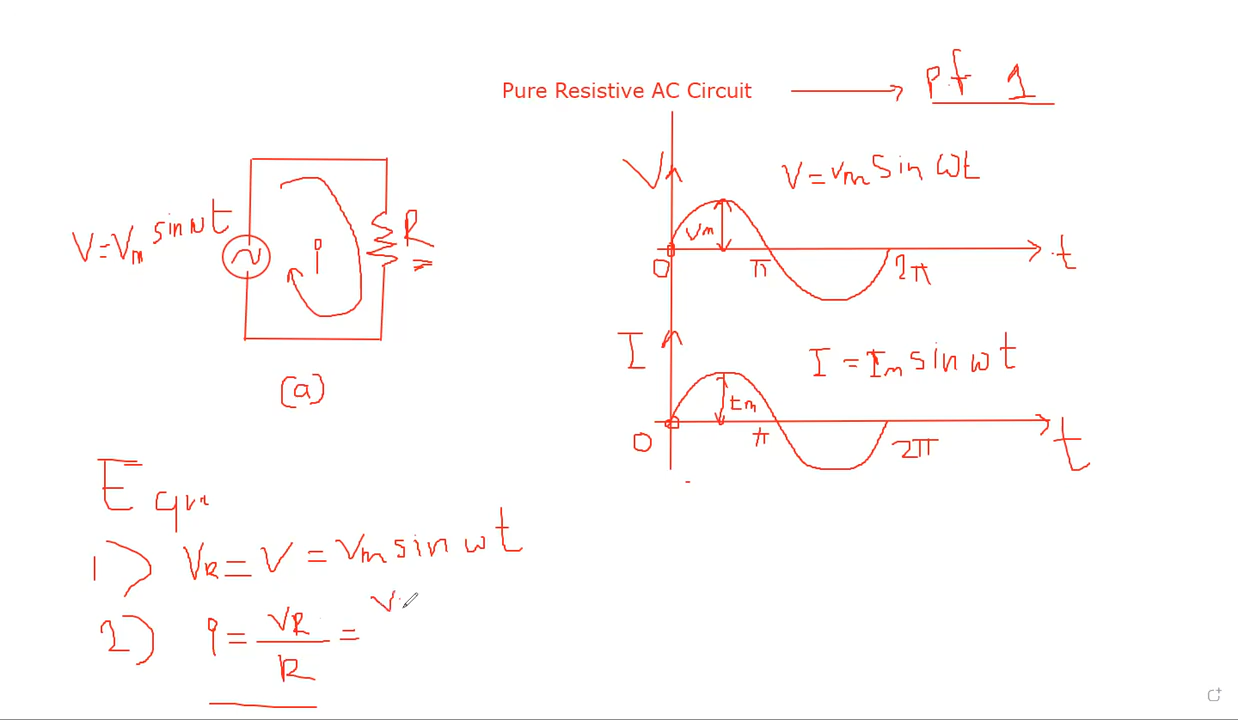 Pure Resistive AC Circuit
Pf 1
V = Vm sin ωt
V = Vm sin ωt
R
i
Vm
0
π
2π
t
V
(a)
I
I = Im sin ωt
Im
0
π
2π
t
1) VR = V = Vm sin ωt
2) i = VR / R = V